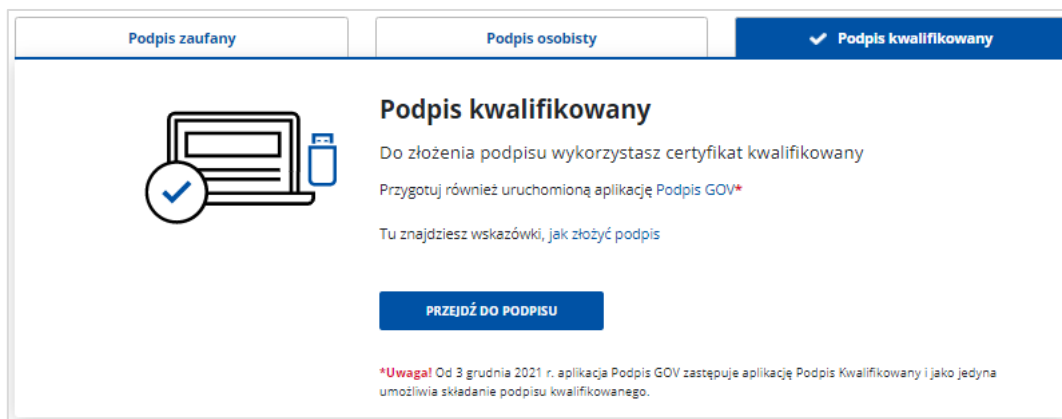 Podpis zaufany
Podpis osobisty
Podpis kwalifikowany
Podpis kwalifikowany
Do złożenia podpisu wykorzystasz certyfikat kwalifikowany
Przygotuj również uruchomioną aplikację Podpis GOV*
Tu znajdziesz wskazówki, jak złożyć podpis
PRZEJDŹ DO PODPISU
*Uwaga! Od 3 grudnia 2021 r. aplikacja Podpis GOV zastępuje aplikację Podpis Kwalifikowany i jako jedyna
umożliwia składanie podpisu kwalifikowanego.